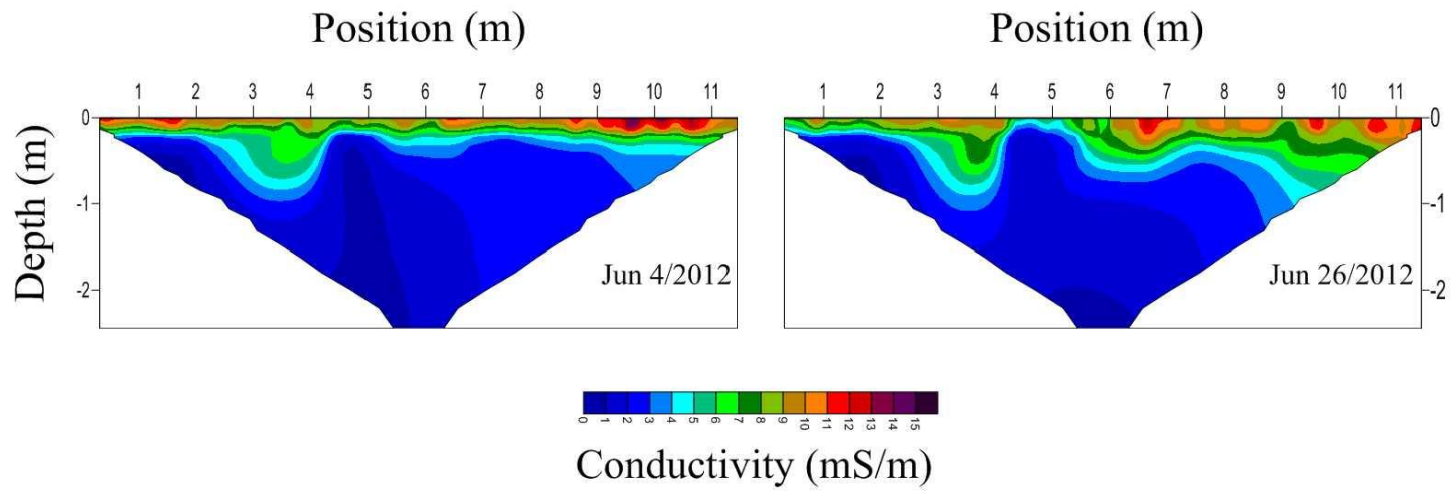 Position (m)
Position (m)
1 2 3 4 5 6 7 8 9 10 11
1 2 3 4 5 6 7 8 9 10 11
0
-1
-2
Depth (m)
Jun 4/2012
0
-1
-2
Jun 26/2012
0 1 2 3 4 5 6 7 8 9 10 11 12 13 14 15
Conductivity (mS/m)